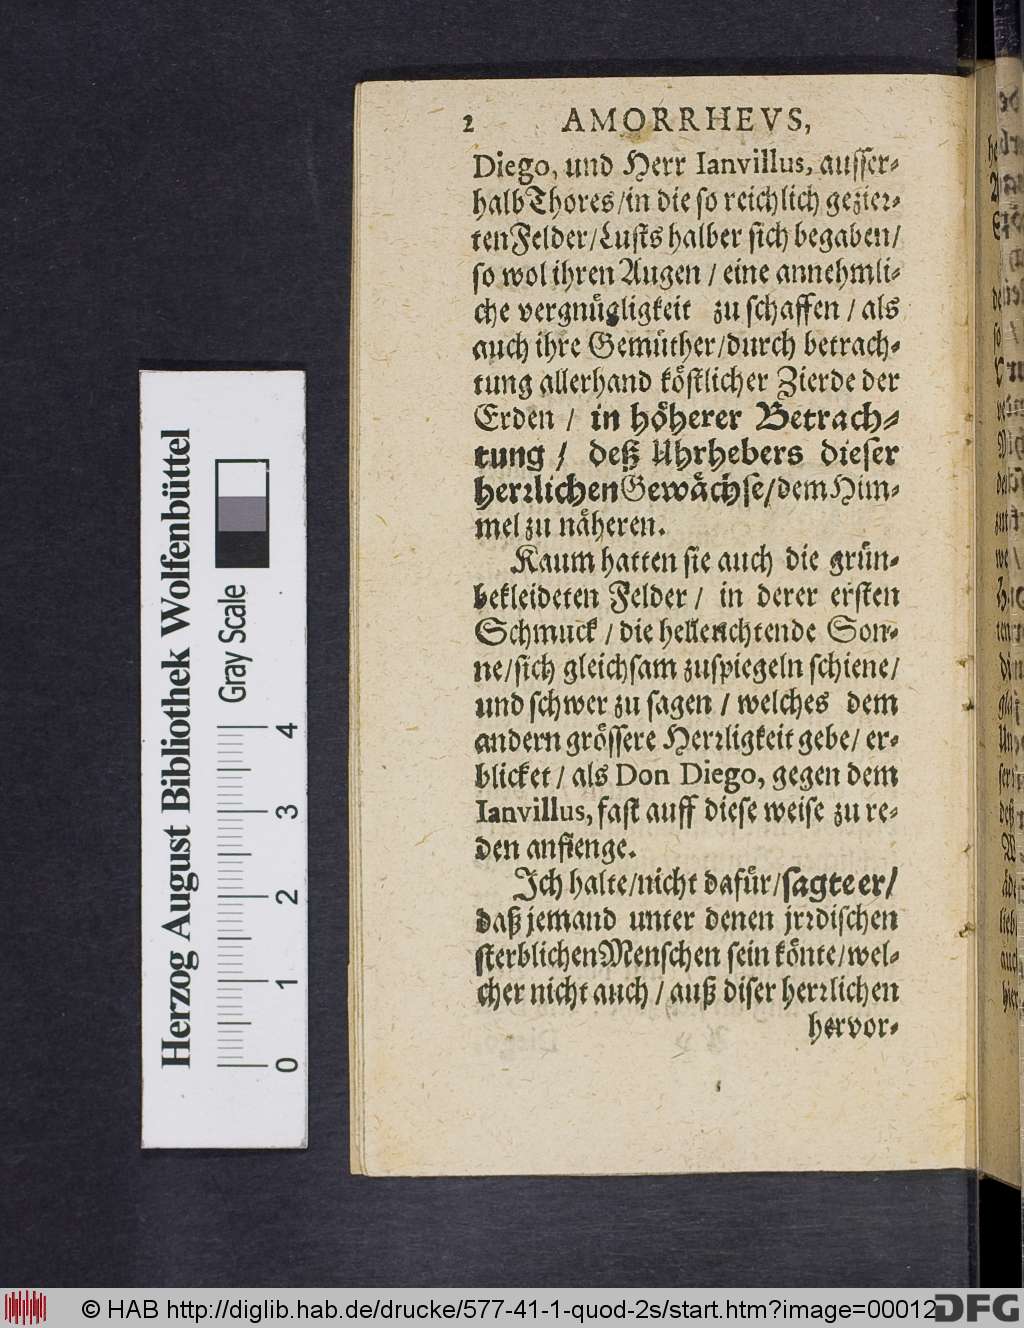 2 AMORRHEVS,
Diego, und Herr Ianvillus, ausser-
halb Thores/in die so reichlich gezier-
ten Felder/Lusts halber sich begaben/
so wol ihren Augen / eine annehmli-
che vergnügligkeit zu schaffen / als
auch ihre Gemüther/durch betrach-
tung allerhand köstlicher Zierde der
Erden / in höherer Betrach-
tung / deß Uhrhebers dieser
herrlichen Gewächse/dem Him-
mel zu näheren.
Kaum hatten sie auch die grün-
bekleideten Felder / in derer ersten
Schmuck / die helleuchtende Son-
ne/sich gleichsam zuspiegeln schiene/
und schwer zu sagen / welches dem
andern grössere Herrligkeit gebe/ er-
blicket / als Don Diego, gegen dem
Ianvillus, fast auff diese weise zu re-
den anfienge.
Ich halte/nicht dafür/sagte er/
daß jemand unter denen jrrdischen
sterblichen Menschen sein könte/wel-
cher nicht auch / auß diser herrlichen
hervor-
Herzog August Bibliothek Wolfenbüttel
Gray Scale
0 1 2 3 4
© HAB http://diglib.hab.de/drucke/577-41-1-quod-2s/start.htm?image=00012
DFG